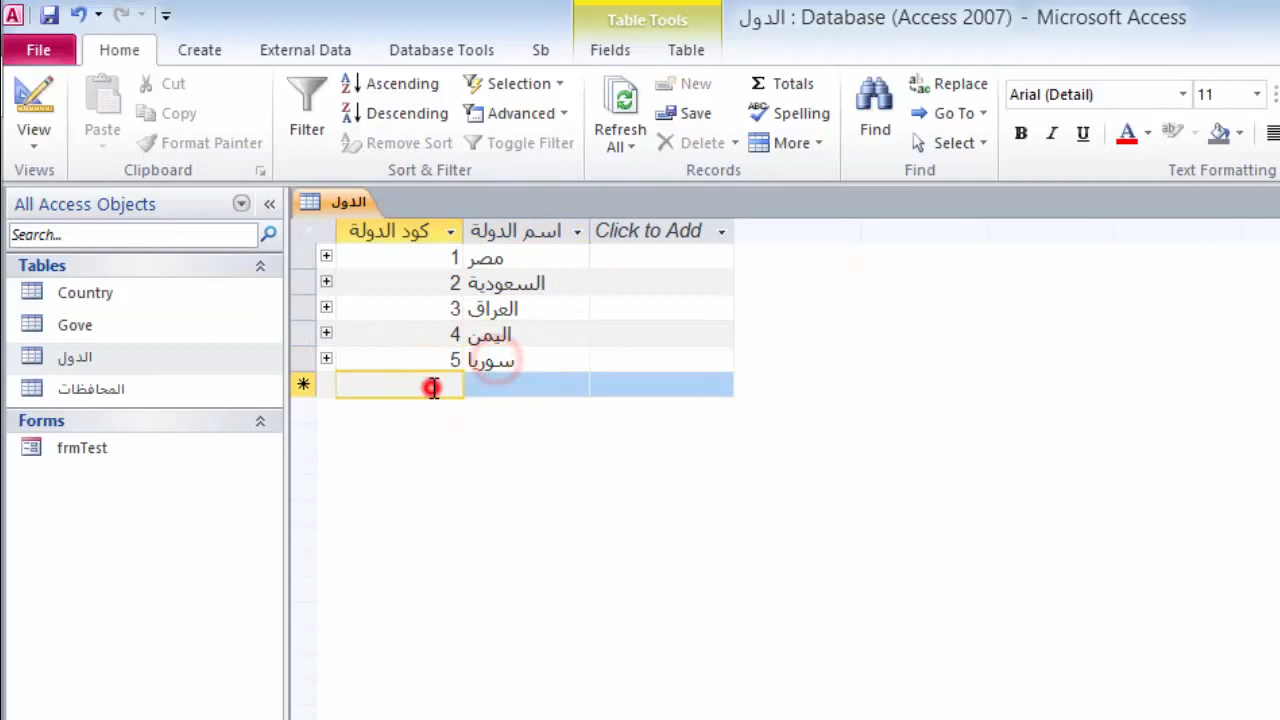 الدول : Database (Access 2007) - Microsoft Access
Table Tools
File Home Create External Data Database Tools Sb Fields Table
View
Paste
Cut
Copy
Format Painter
Filter
Ascending
Descending
Remove Sort
Selection
Advanced
Toggle Filter
Refresh All
New
Save
Delete
Totals
Spelling
More
Find
Replace
Go To
Select
Arial (Detail) 11
B I U A
Views Clipboard Sort & Filter Records Find Text Formatting
All Access Objects
Search...
Tables
Country
Gove
الدول
المحافظات
Forms
frmTest
الدول
كود الدولة اسم الدولة Click to Add
1 مصر
2 السعودية
3 العراق
4 اليمن
5 سوريا